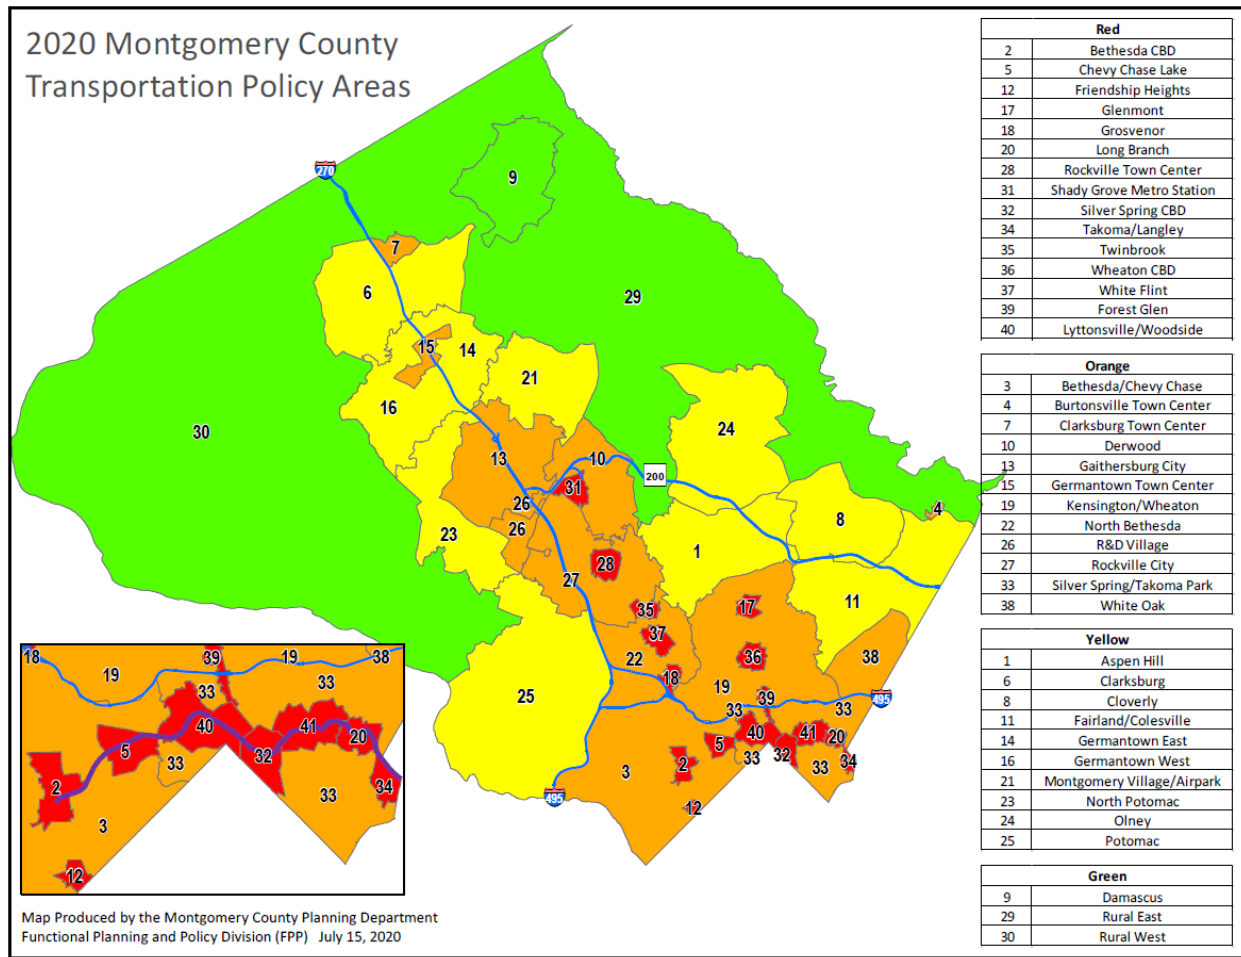 2020 Montgomery County
Transportation Policy Areas
Red
2 Bethesda CBD
5 Chevy Chase Lake
12 Friendship Heights
17 Glenmont
18 Grosvenor
20 Long Branch
28 Rockville Town Center
31 Shady Grove Metro Station
32 Silver Spring CBD
34 Takoma/Langley
35 Twinbrook
36 Wheaton CBD
37 White Flint
39 Forest Glen
40 Lyttonsville/Woodside
Orange
3 Bethesda/Chevy Chase
4 Burtonsville Town Center
7 Clarksburg Town Center
10 Derwood
13 Gaithersburg City
15 Germantown Town Center
19 Kensington/Wheaton
22 North Bethesda
26 R&D Village
27 Rockville City
33 Silver Spring/Takoma Park
38 White Oak
Yellow
1 Aspen Hill
6 Clarksburg
8 Cloverly
11 Fairland/Colesville
14 Germantown East
16 Germantown West
21 Montgomery Village/Airpark
23 North Potomac
24 Olney
25 Potomac
Green
9 Damascus
29 Rural East
30 Rural West
270
9
7
6
29
15
14
21
16
30
24
13
10
31
200
26
4
26
8
23
1
28
27
11
35
17
37
36
38
22
18
19
25
39
495
33
33
40
41
20
5
32
33
34
2
33
3
12
495
18
39
19
38
19
33
33
40
41
5
20
32
33
2
34
33
3
12
Map Produced by the Montgomery County Planning Department
Functional Planning and Policy Division (FPP) July 15, 2020